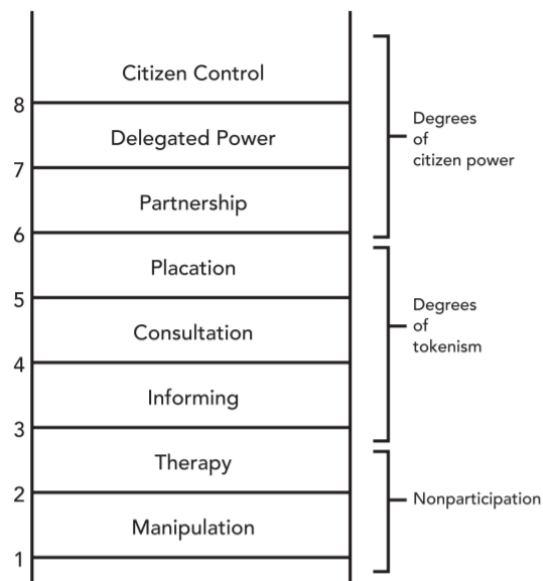 Citizen Control
8
Delegated Power
7
Partnership
6
Placation
5
Consultation
4
Informing
3
Therapy
2
Manipulation
1
Degrees
of
citizen power
Degrees
of
tokenism
Nonparticipation